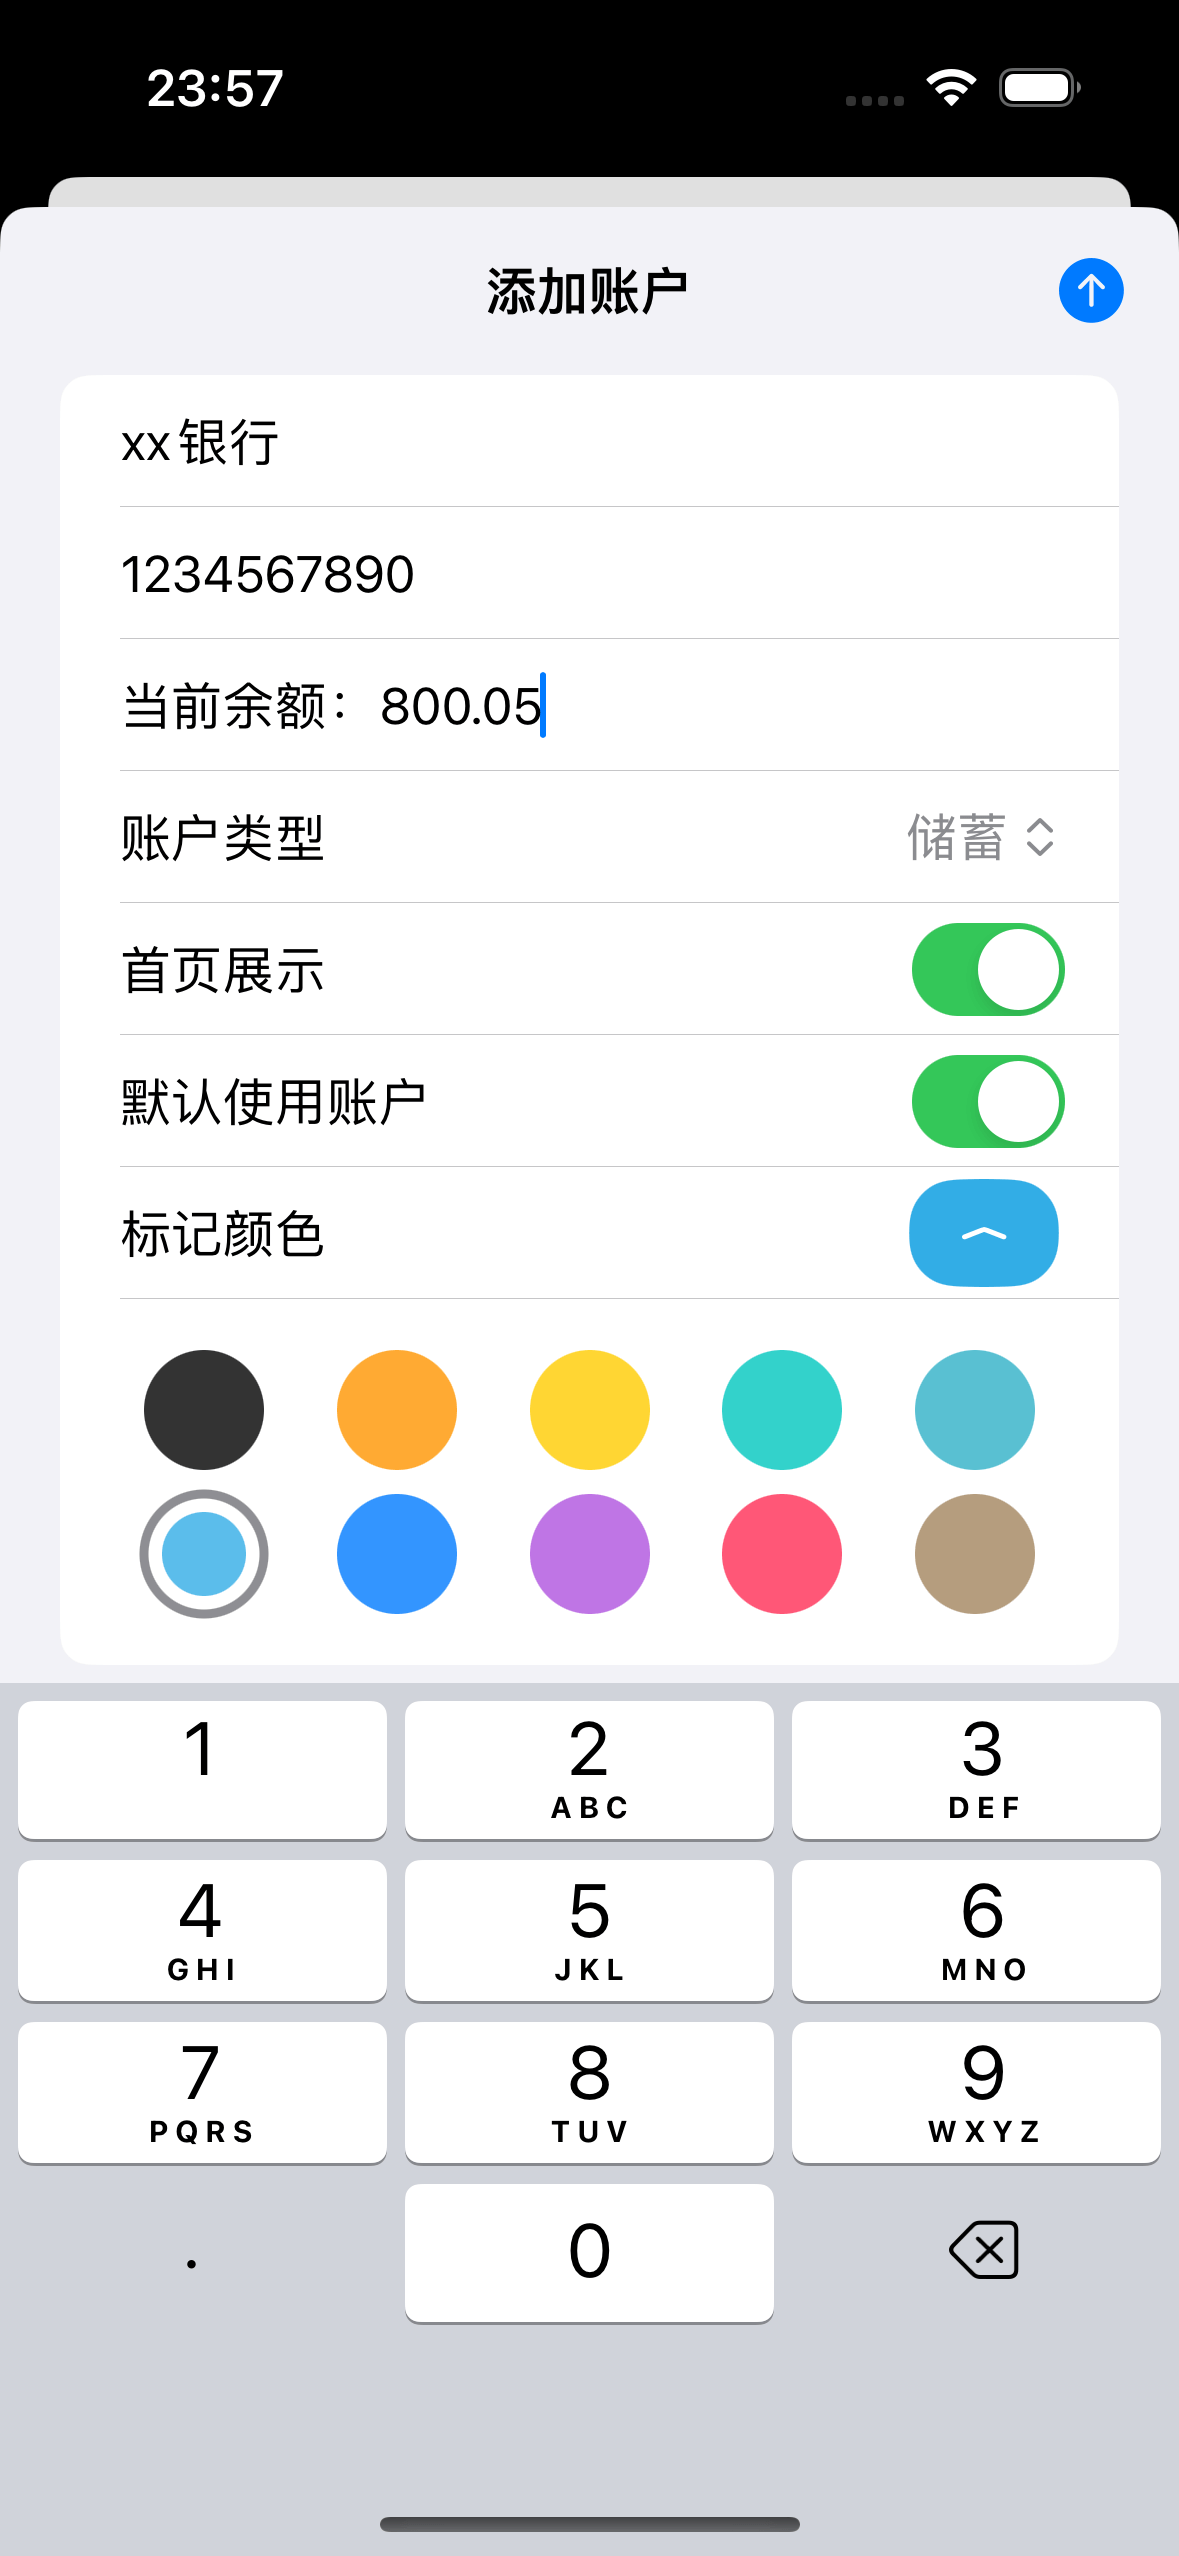 23:57
添加账户
xx银行
1234567890
当前余额：800.05
账户类型 储蓄
首页展示
默认使用账户
标记颜色
1 2 3
ABC DEF
4 5 6
GHI JKL MNO
7 8 9
PQRS TUV WXYZ
. 0